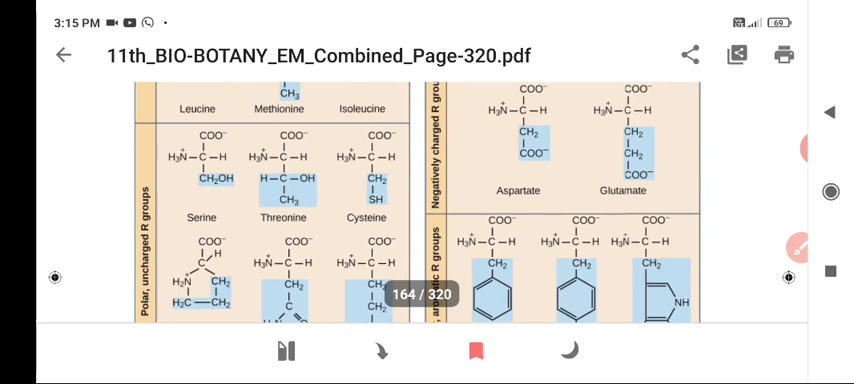 3:15 PM
69
11th_BIO-BOTANY_EM_Combined_Page-320.pdf
CH₃
Leucine Methionine Isoleucine
Polar, uncharged R groups
COO⁻ COO⁻ COO⁻
H₃N⁺—C—H H₃N⁺—C—H H₃N⁺—C—H
CH₂OH H—C—OH CH₂
CH₃ SH
Serine Threonine Cysteine
COO⁻ COO⁻ COO⁻
H
C H₃N⁺—C—H H₃N⁺—C—H
H₂N⁺ CH₂ CH₂
H₂C—CH₂ C CH₂
Negatively charged R grou
COO⁻ COO⁻
H₃N⁺—C—H H₃N⁺—C—H
CH₂ CH₂
COO⁻ CH₂
COO⁻
Aspartate Glutamate
R groups
COO⁻ COO⁻ COO⁻
H₃N⁺—C—H H₃N⁺—C—H H₃N⁺—C—H
CH₂ CH₂ CH₂
NH
164 / 320